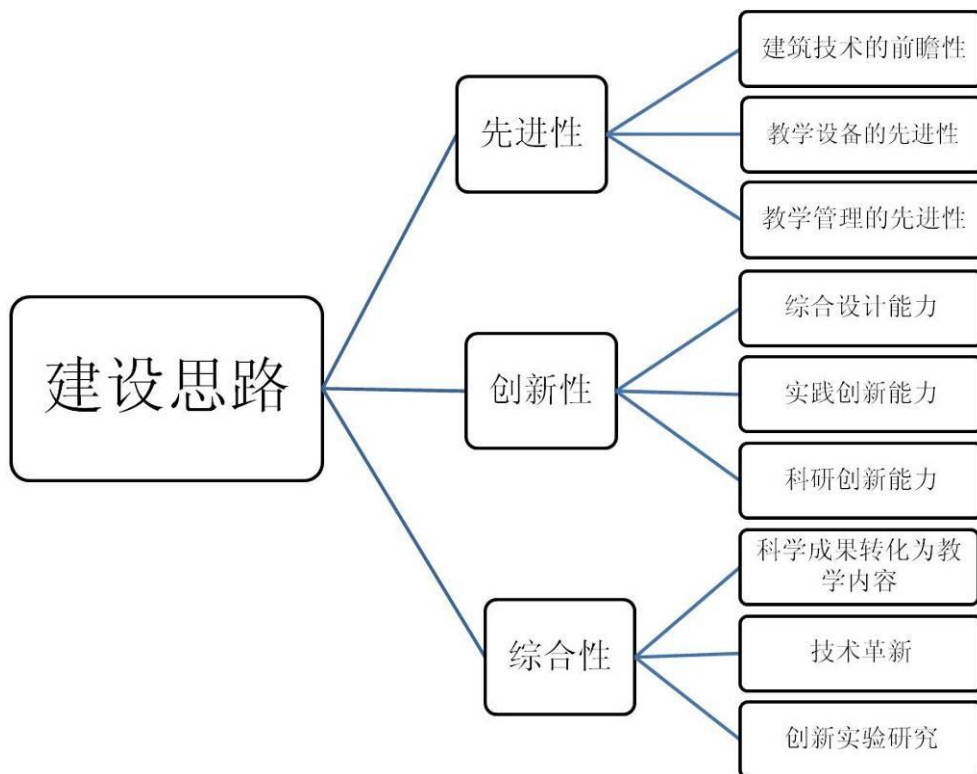 建设思路
先进性
建筑技术的前瞻性
教学设备的先进性
教学管理的先进性
创新性
综合设计能力
实践创新能力
科研创新能力
综合性
科学成果转化为教
学内容
技术革新
创新实验研究